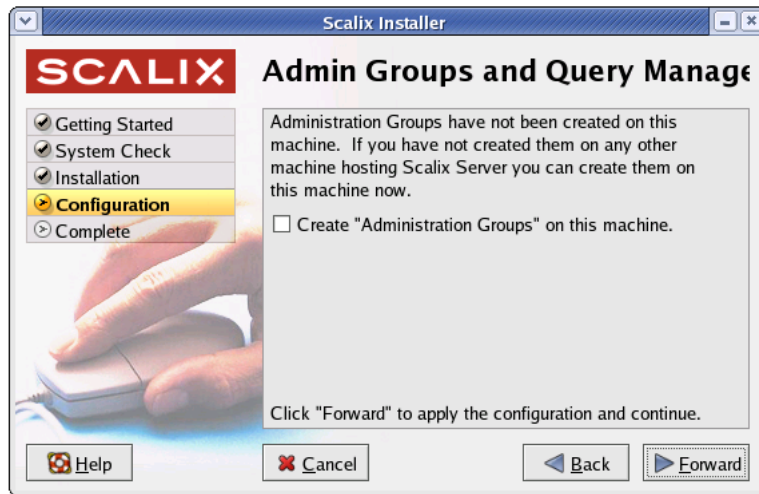 Scalix Installer
SCALIX
Admin Groups and Query Manage
Getting Started
System Check
Installation
Configuration
Complete
Administration Groups have not been created on this
machine. If you have not created them on any other
machine hosting Scalix Server you can create them on
this machine now.
Create "Administration Groups" on this machine.
Click "Forward" to apply the configuration and continue.
Help
Cancel
Back
Forward